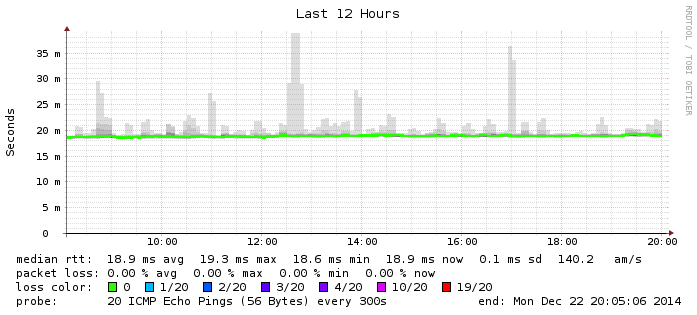 Last 12 Hours
RRDTOOL / TOBI OETIKER
Seconds
35 m
30 m
25 m
20 m
15 m
10 m
5 m
0
10:00 12:00 14:00 16:00 18:00 20:00
median rtt: 18.9 ms avg 19.3 ms max 18.6 ms min 18.9 ms now 0.1 ms sd 140.2 am/s
packet loss: 0.00 % avg 0.00 % max 0.00 % min 0.00 % now
loss color: 0 1/20 2/20 3/20 4/20 10/20 19/20
probe: 20 ICMP Echo Pings (56 Bytes) every 300s end: Mon Dec 22 20:05:06 2014